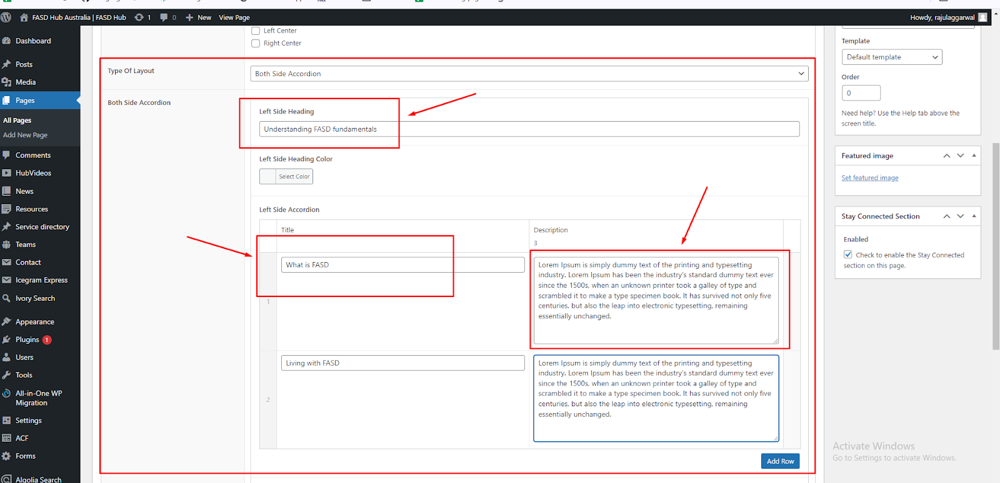 FASD Hub Australia | FASD Hub
1
0
New
View Page
Howdy, rajulaggarwal
Dashboard
Posts
Media
Pages
All Pages
Add New Page
Comments
HubVideos
News
Resources
Service directory
Teams
Contact
Icegram Express
Ivory Search
Appearance
Plugins 1
Users
Tools
All-in-One WP
Migration
Settings
ACF
Forms
Algolia Search
Left Center
Right Center
Type Of Layout
Both Side Accordion
Both Side Accordion
Left Side Heading
Understanding FASD fundamentals
Left Side Heading Color
Select Color
Left Side Accordion
Title
Description
3
1
What is FASD
Lorem Ipsum is simply dummy text of the printing and typesetting
industry. Lorem Ipsum has been the industry's standard dummy text ever
since the 1500s, when an unknown printer took a galley of type and
scrambled it to make a type specimen book. It has survived not only five
centuries, but also the leap into electronic typesetting, remaining
essentially unchanged.
2
Living with FASD
Lorem Ipsum is simply dummy text of the printing and typesetting
industry. Lorem Ipsum has been the industry's standard dummy text ever
since the 1500s, when an unknown printer took a galley of type and
scrambled it to make a type specimen book. It has survived not only five
centuries, but also the leap into electronic typesetting, remaining
essentially unchanged.
Add Row
Template
Default template
Order
0
Need help? Use the Help tab above the
screen title.
Featured image
Set featured image
Stay Connected Section
Enabled
Check to enable the Stay Connected
section on this page.
Activate Windows
Go to Settings to activate Windows.